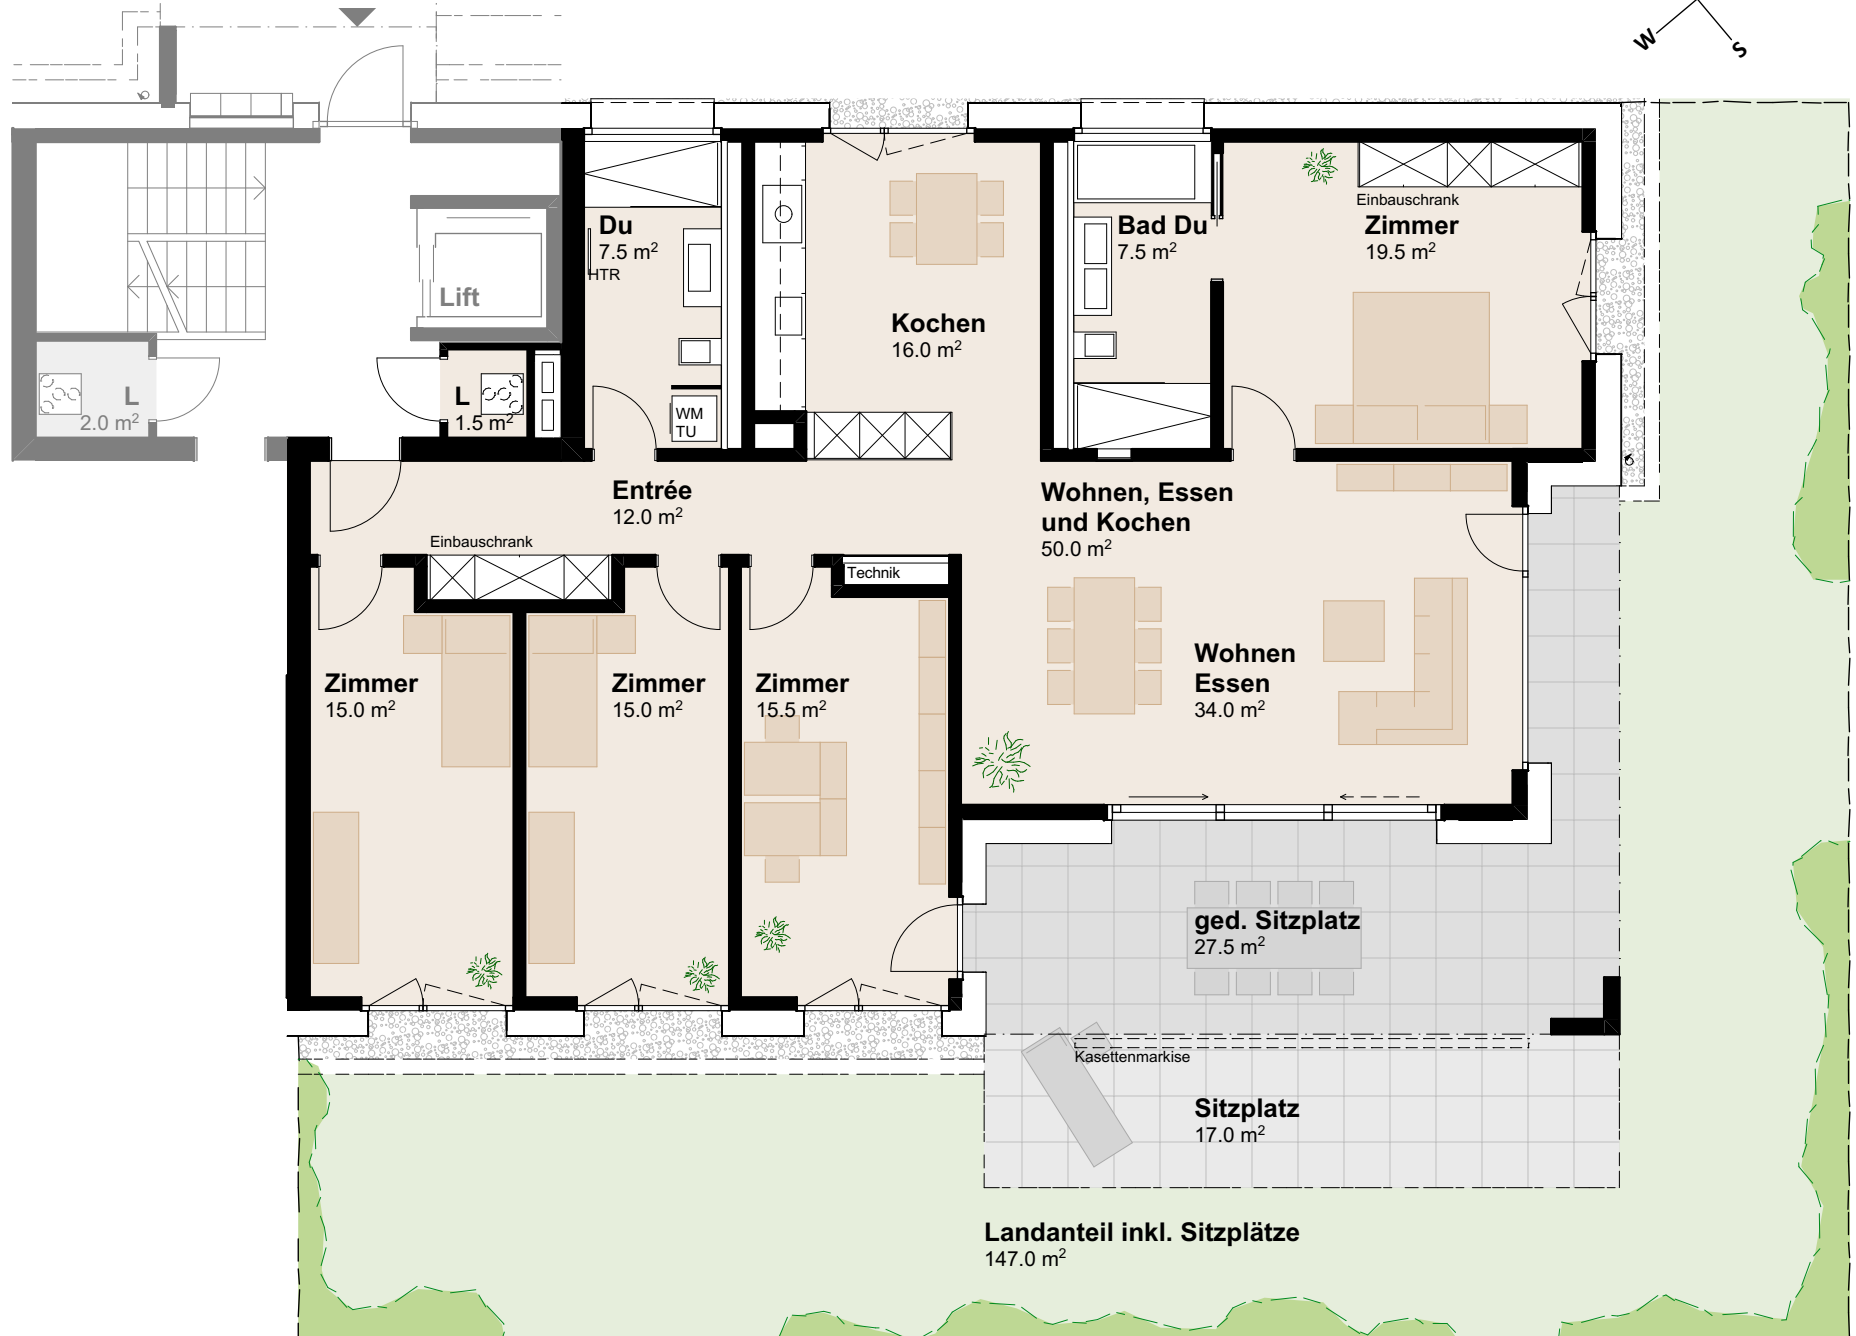 W
S
Du
7.5 m²
HTR
Bad Du
7.5 m²
Einbauschrank
Zimmer
19.5 m²
Lift
Kochen
16.0 m²
L
2.0 m²
L
1.5 m²
WM
TU
Entrée
12.0 m²
Wohnen, Essen
und Kochen
50.0 m²
Einbauschrank
Technik
Zimmer
15.0 m²
Zimmer
15.0 m²
Zimmer
15.5 m²
Wohnen
Essen
34.0 m²
ged. Sitzplatz
27.5 m²
Kasettenmarkise
Sitzplatz
17.0 m²
Landanteil inkl. Sitzplätze
147.0 m²